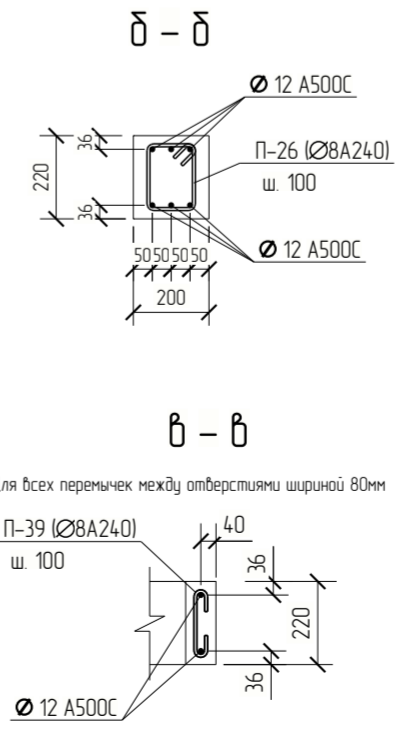 б – б
Ø 12 А500С
36
П-26 (Ø8А240)
ш. 100
220
36
Ø 12 А500С
50 50 50 50
200
в – в
ля всех перемычек между отверстиями шириной 80мм
П-39 (Ø8А240)
40
ш. 100
36
220
36
Ø 12 А500С